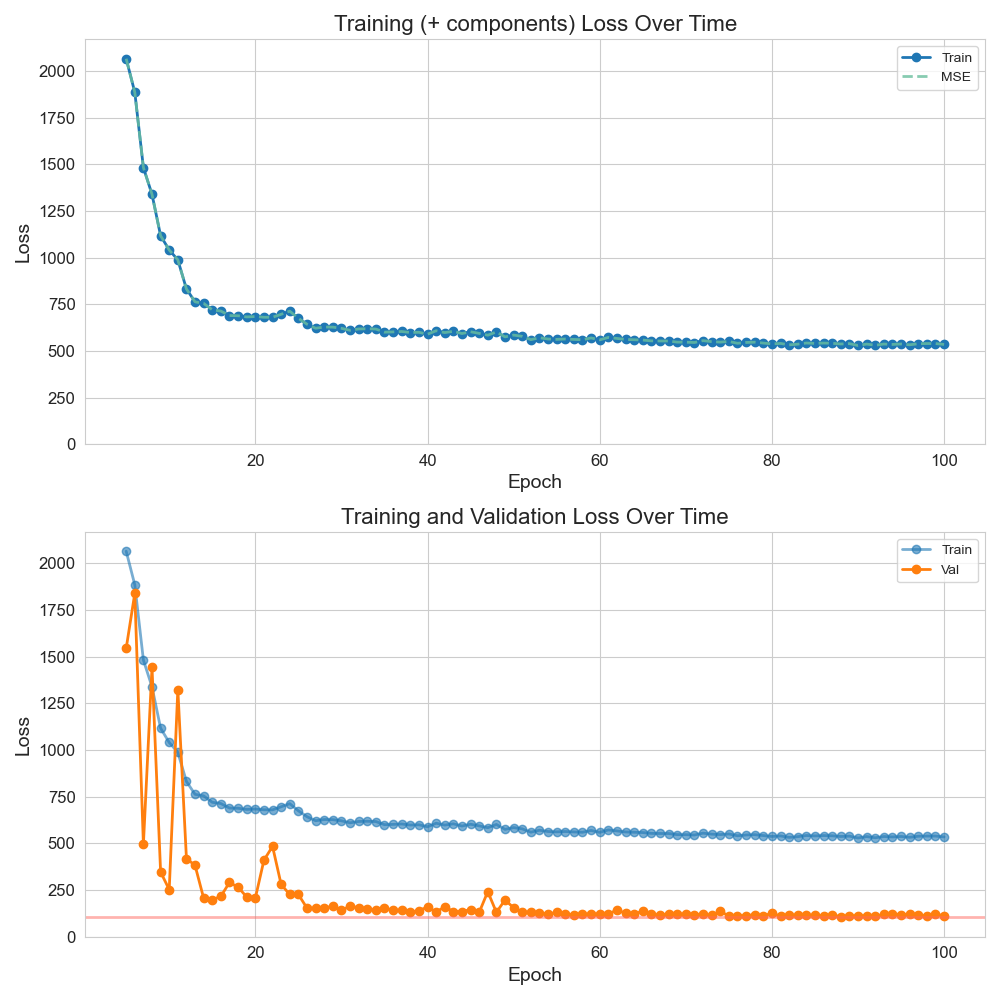 Training (+ components) Loss Over Time
Train
MSE
2000
1750
1500
1250
1000
750
500
250
0
Loss
20 40 60 80 100
Epoch
Training and Validation Loss Over Time
Train
Val
2000
1750
1500
1250
1000
750
500
250
0
Loss
20 40 60 80 100
Epoch